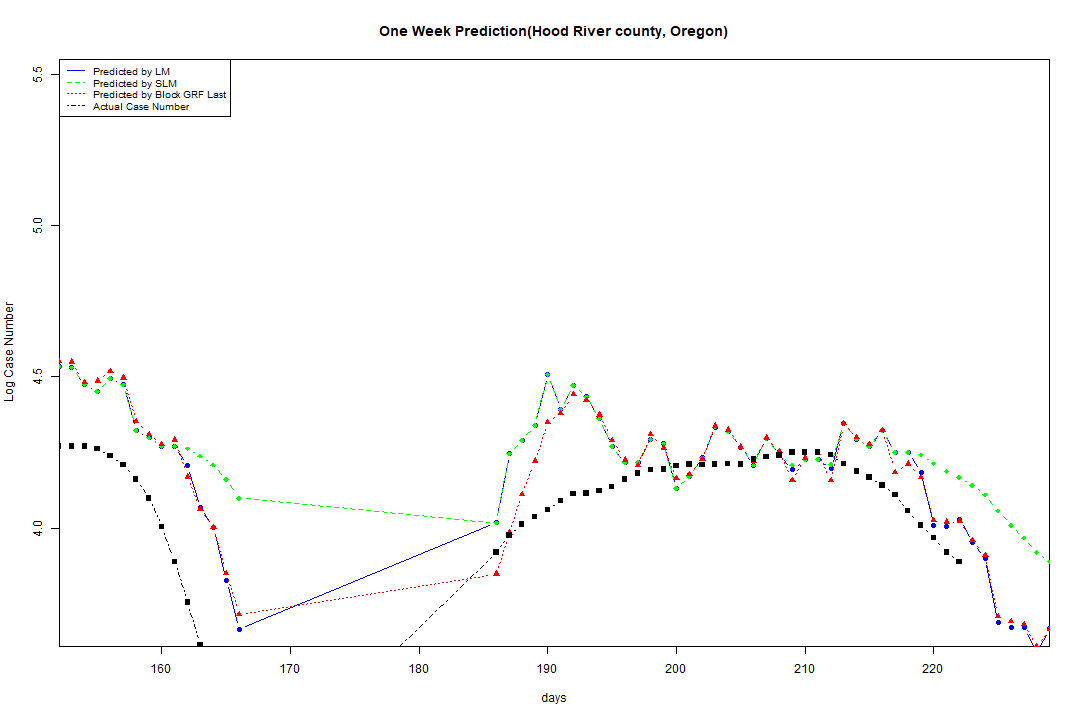 One Week Prediction(Hood River county, Oregon)
Predicted by LM
Predicted by SLM
Predicted by Block GRF Last
Actual Case Number
5.5
5.0
4.5
4.0
Log Case Number
160 170 180 190 200 210 220
days